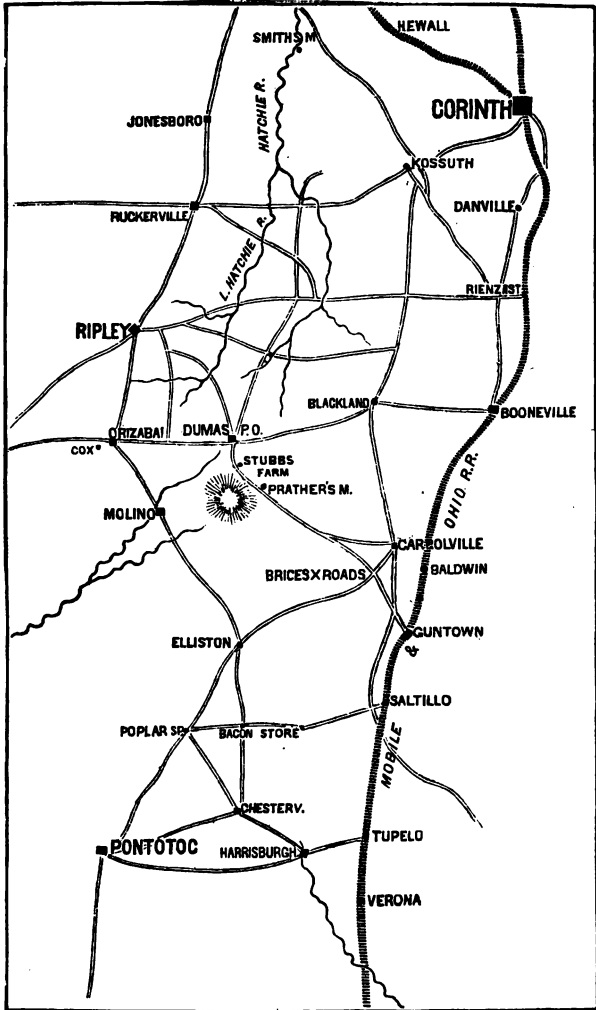 HEWALL
SMITHS M
CORINTH
HATCHIE R.
JONESBORO
KOSSUTH
DANVILLE
RUCKERVILLE
L. HATCHIE R.
RIENZI ST.
RIPLEY
BLACKLAND
BOONEVILLE
ORIZABA
DUMAS P.O.
COX
STUBBS
FARM
PRATHER'S M.
OHIO R.R.
MOLINO
CARROLVILLE
BRICES X ROADS
BALDWIN
GUNTOWN
&
ELLISTON
SALTILLO
POPLAR SP.
BACON STORE
MOBILE
CHESTERV.
TUPELO
PONTOTOC
HARRISBURGH
VERONA